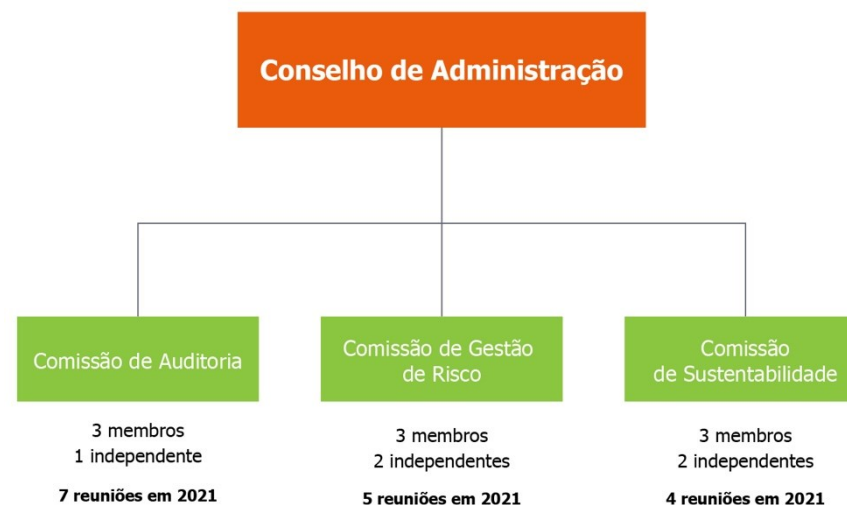 Conselho de Administração
Comissão de Auditoria
3 membros
1 independente
7 reuniões em 2021
Comissão de Gestão
de Risco
3 membros
2 independentes
5 reuniões em 2021
Comissão
de Sustentabilidade
3 membros
2 independentes
4 reuniões em 2021